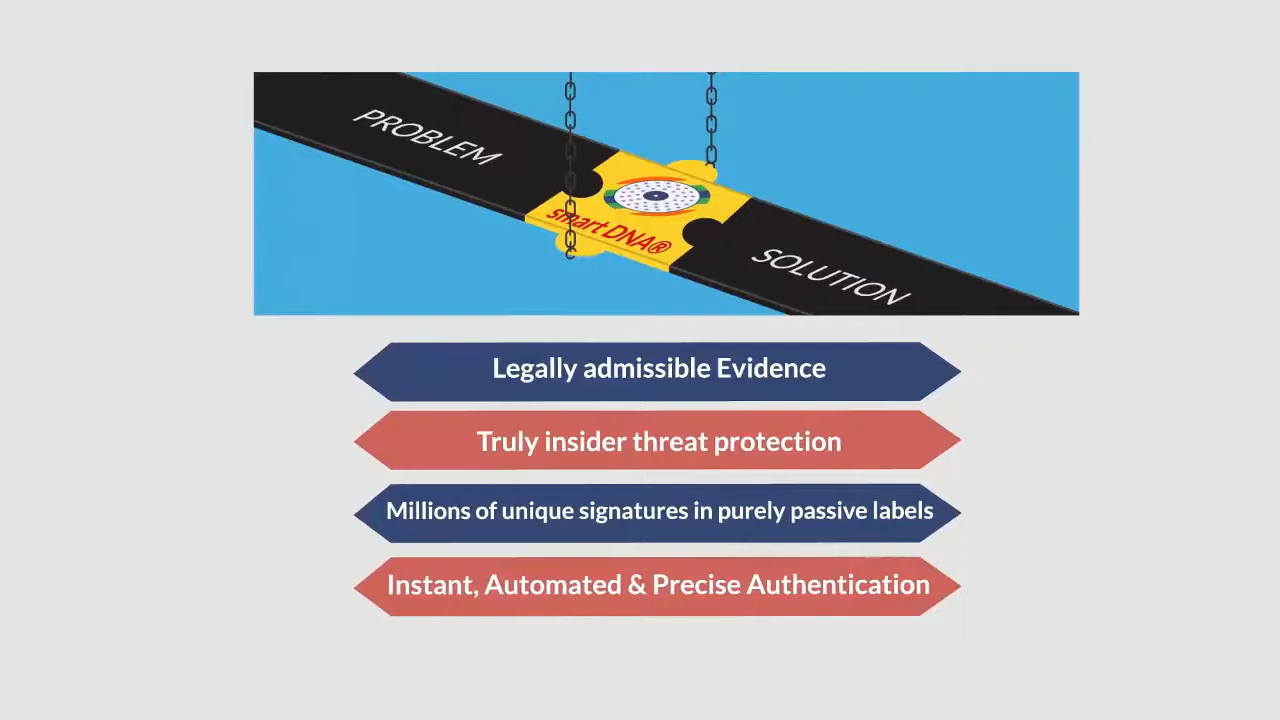 PROBLEM
smart DNA®
SOLUTION
Legally admissible Evidence
Truly insider threat protection
Millions of unique signatures in purely passive labels
Instant, Automated & Precise Authentication